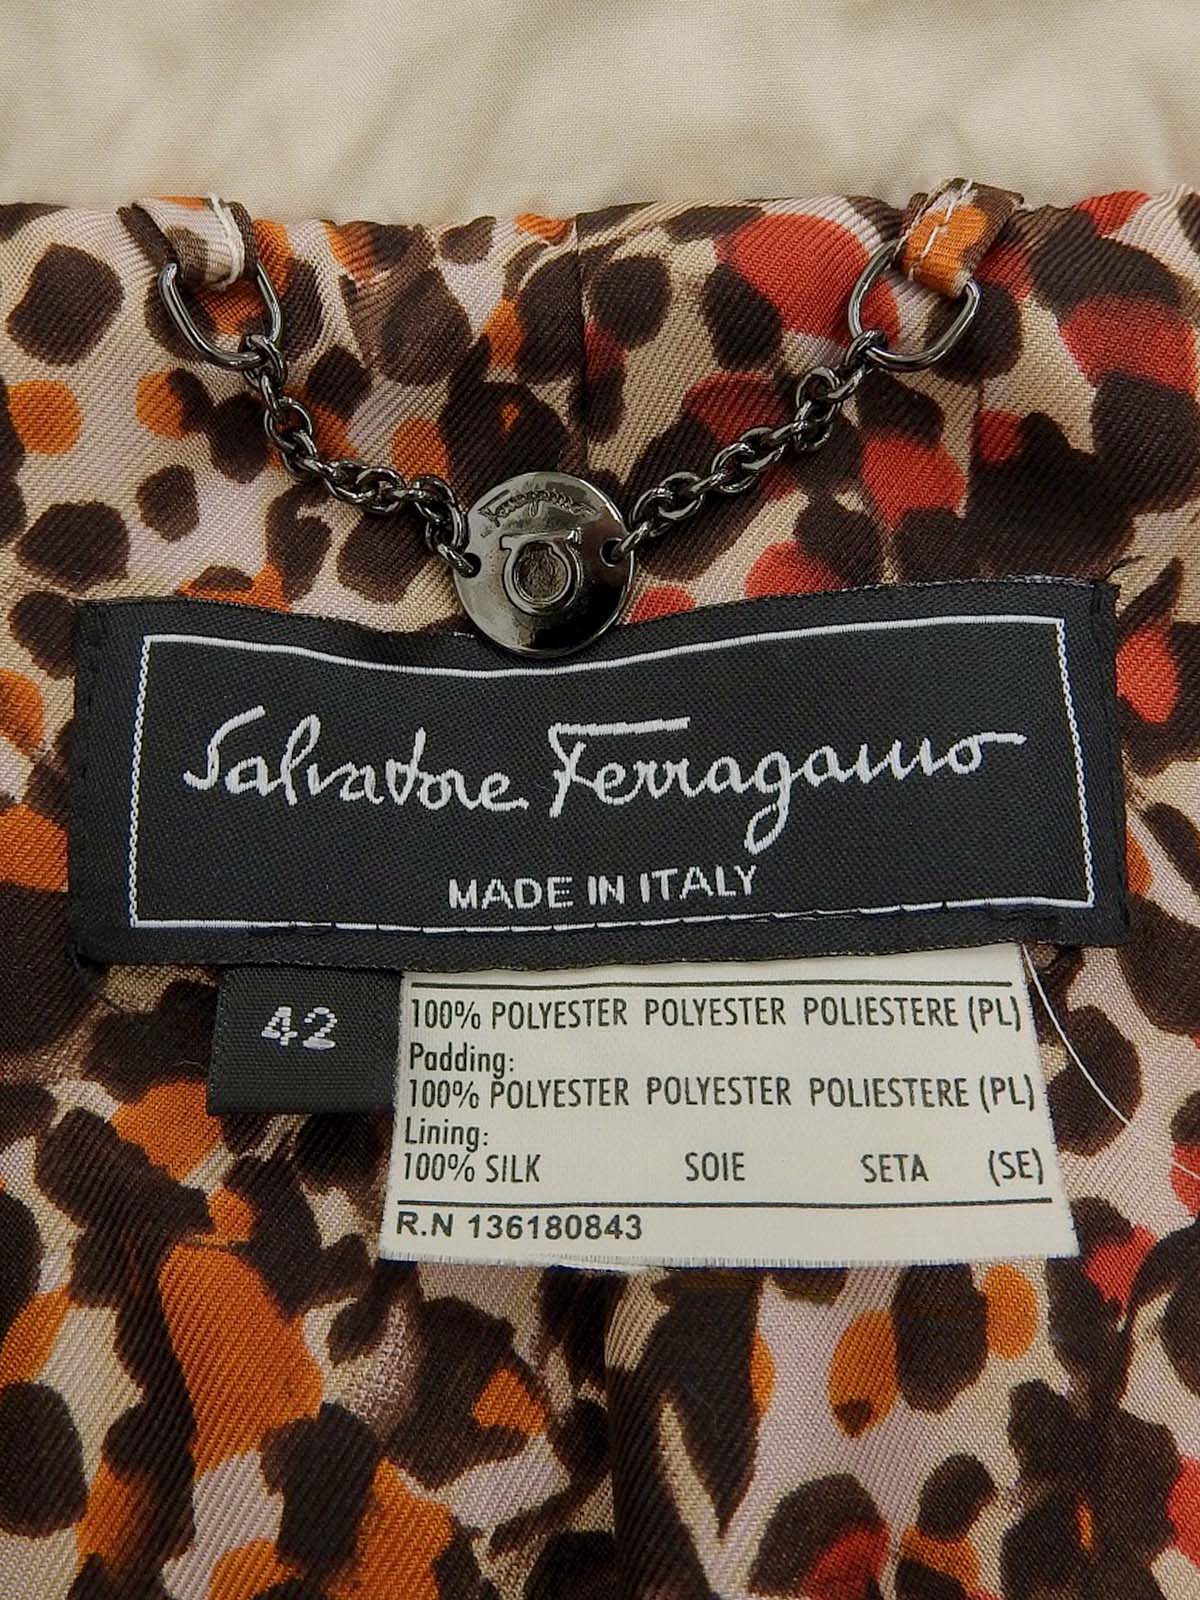 Ferragamo
Salvatore Ferragamo
MADE IN ITALY
42
100% POLYESTER POLYESTER POLIESTERE (PL)
Padding:
100% POLYESTER POLYESTER POLIESTERE (PL)
Lining:
100% SILK SOIE SETA (SE)
R.N 136180843